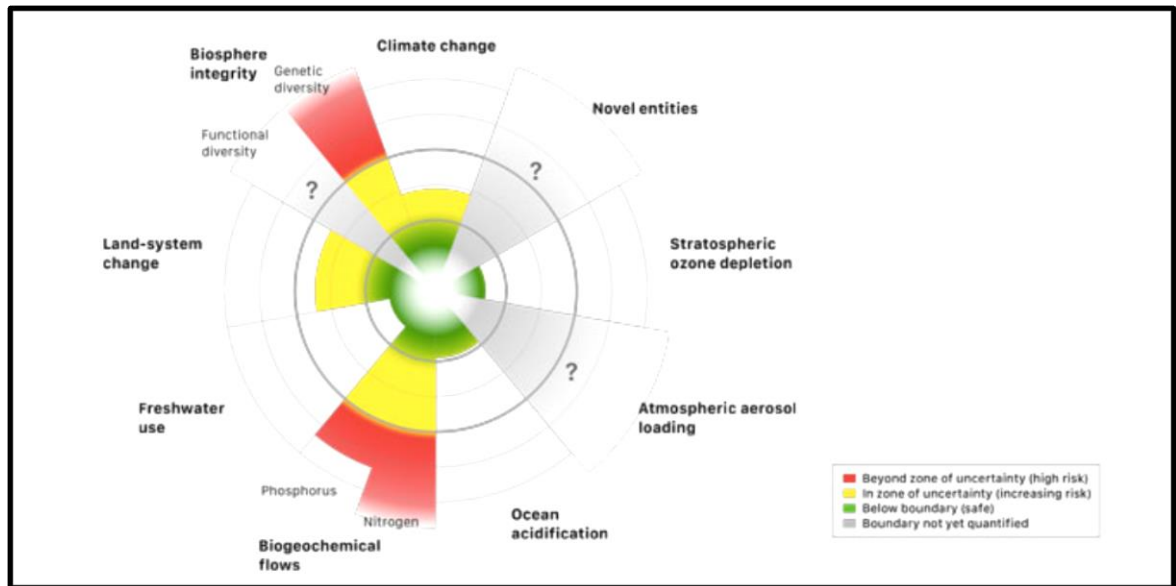 Climate change
Biosphere
integrity
Genetic
diversity
Novel entities
Functional
diversity
?
?
Land-system
change
Stratospheric
ozone depletion
?
Freshwater
use
Atmospheric aerosol
loading
Phosphorus
Nitrogen
Ocean
acidification
Biogeochemical
flows
Beyond zone of uncertainty (high risk)
In zone of uncertainty (increasing risk)
Below boundary (safe)
Boundary not yet quantified